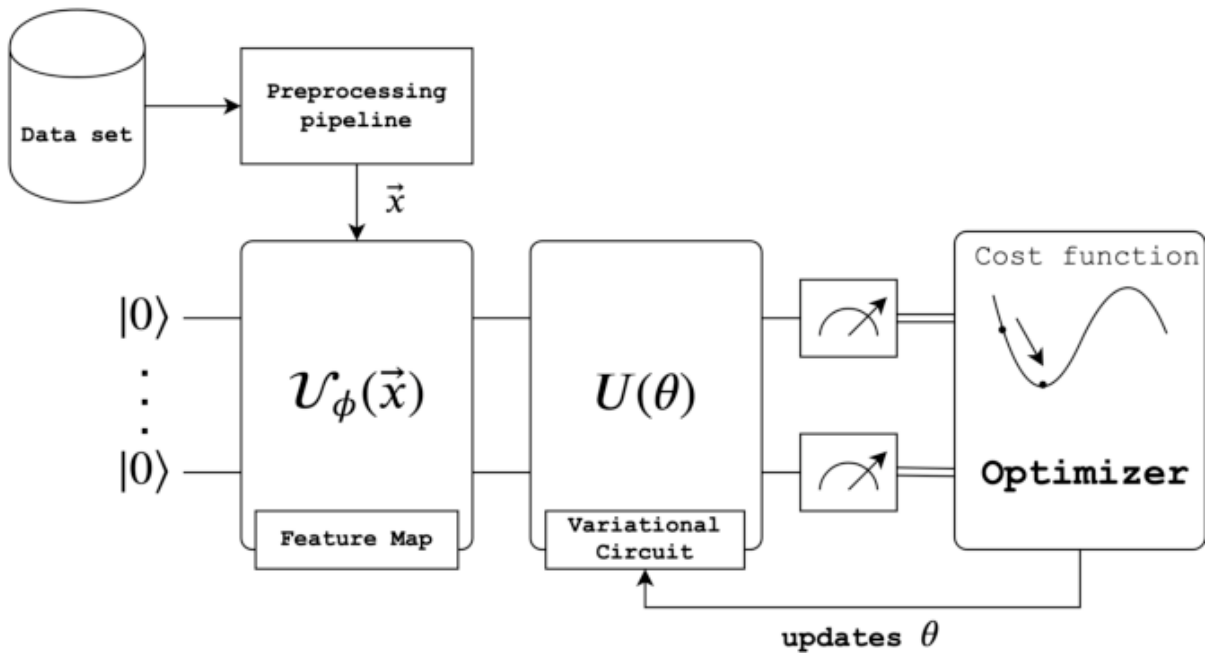 Data set
Preprocessing
pipeline
x⃗
|0⟩
|0⟩
𝒰_ϕ(x⃗)
Feature Map
U(θ)
Variational
Circuit
Cost function
Optimizer
updates θ